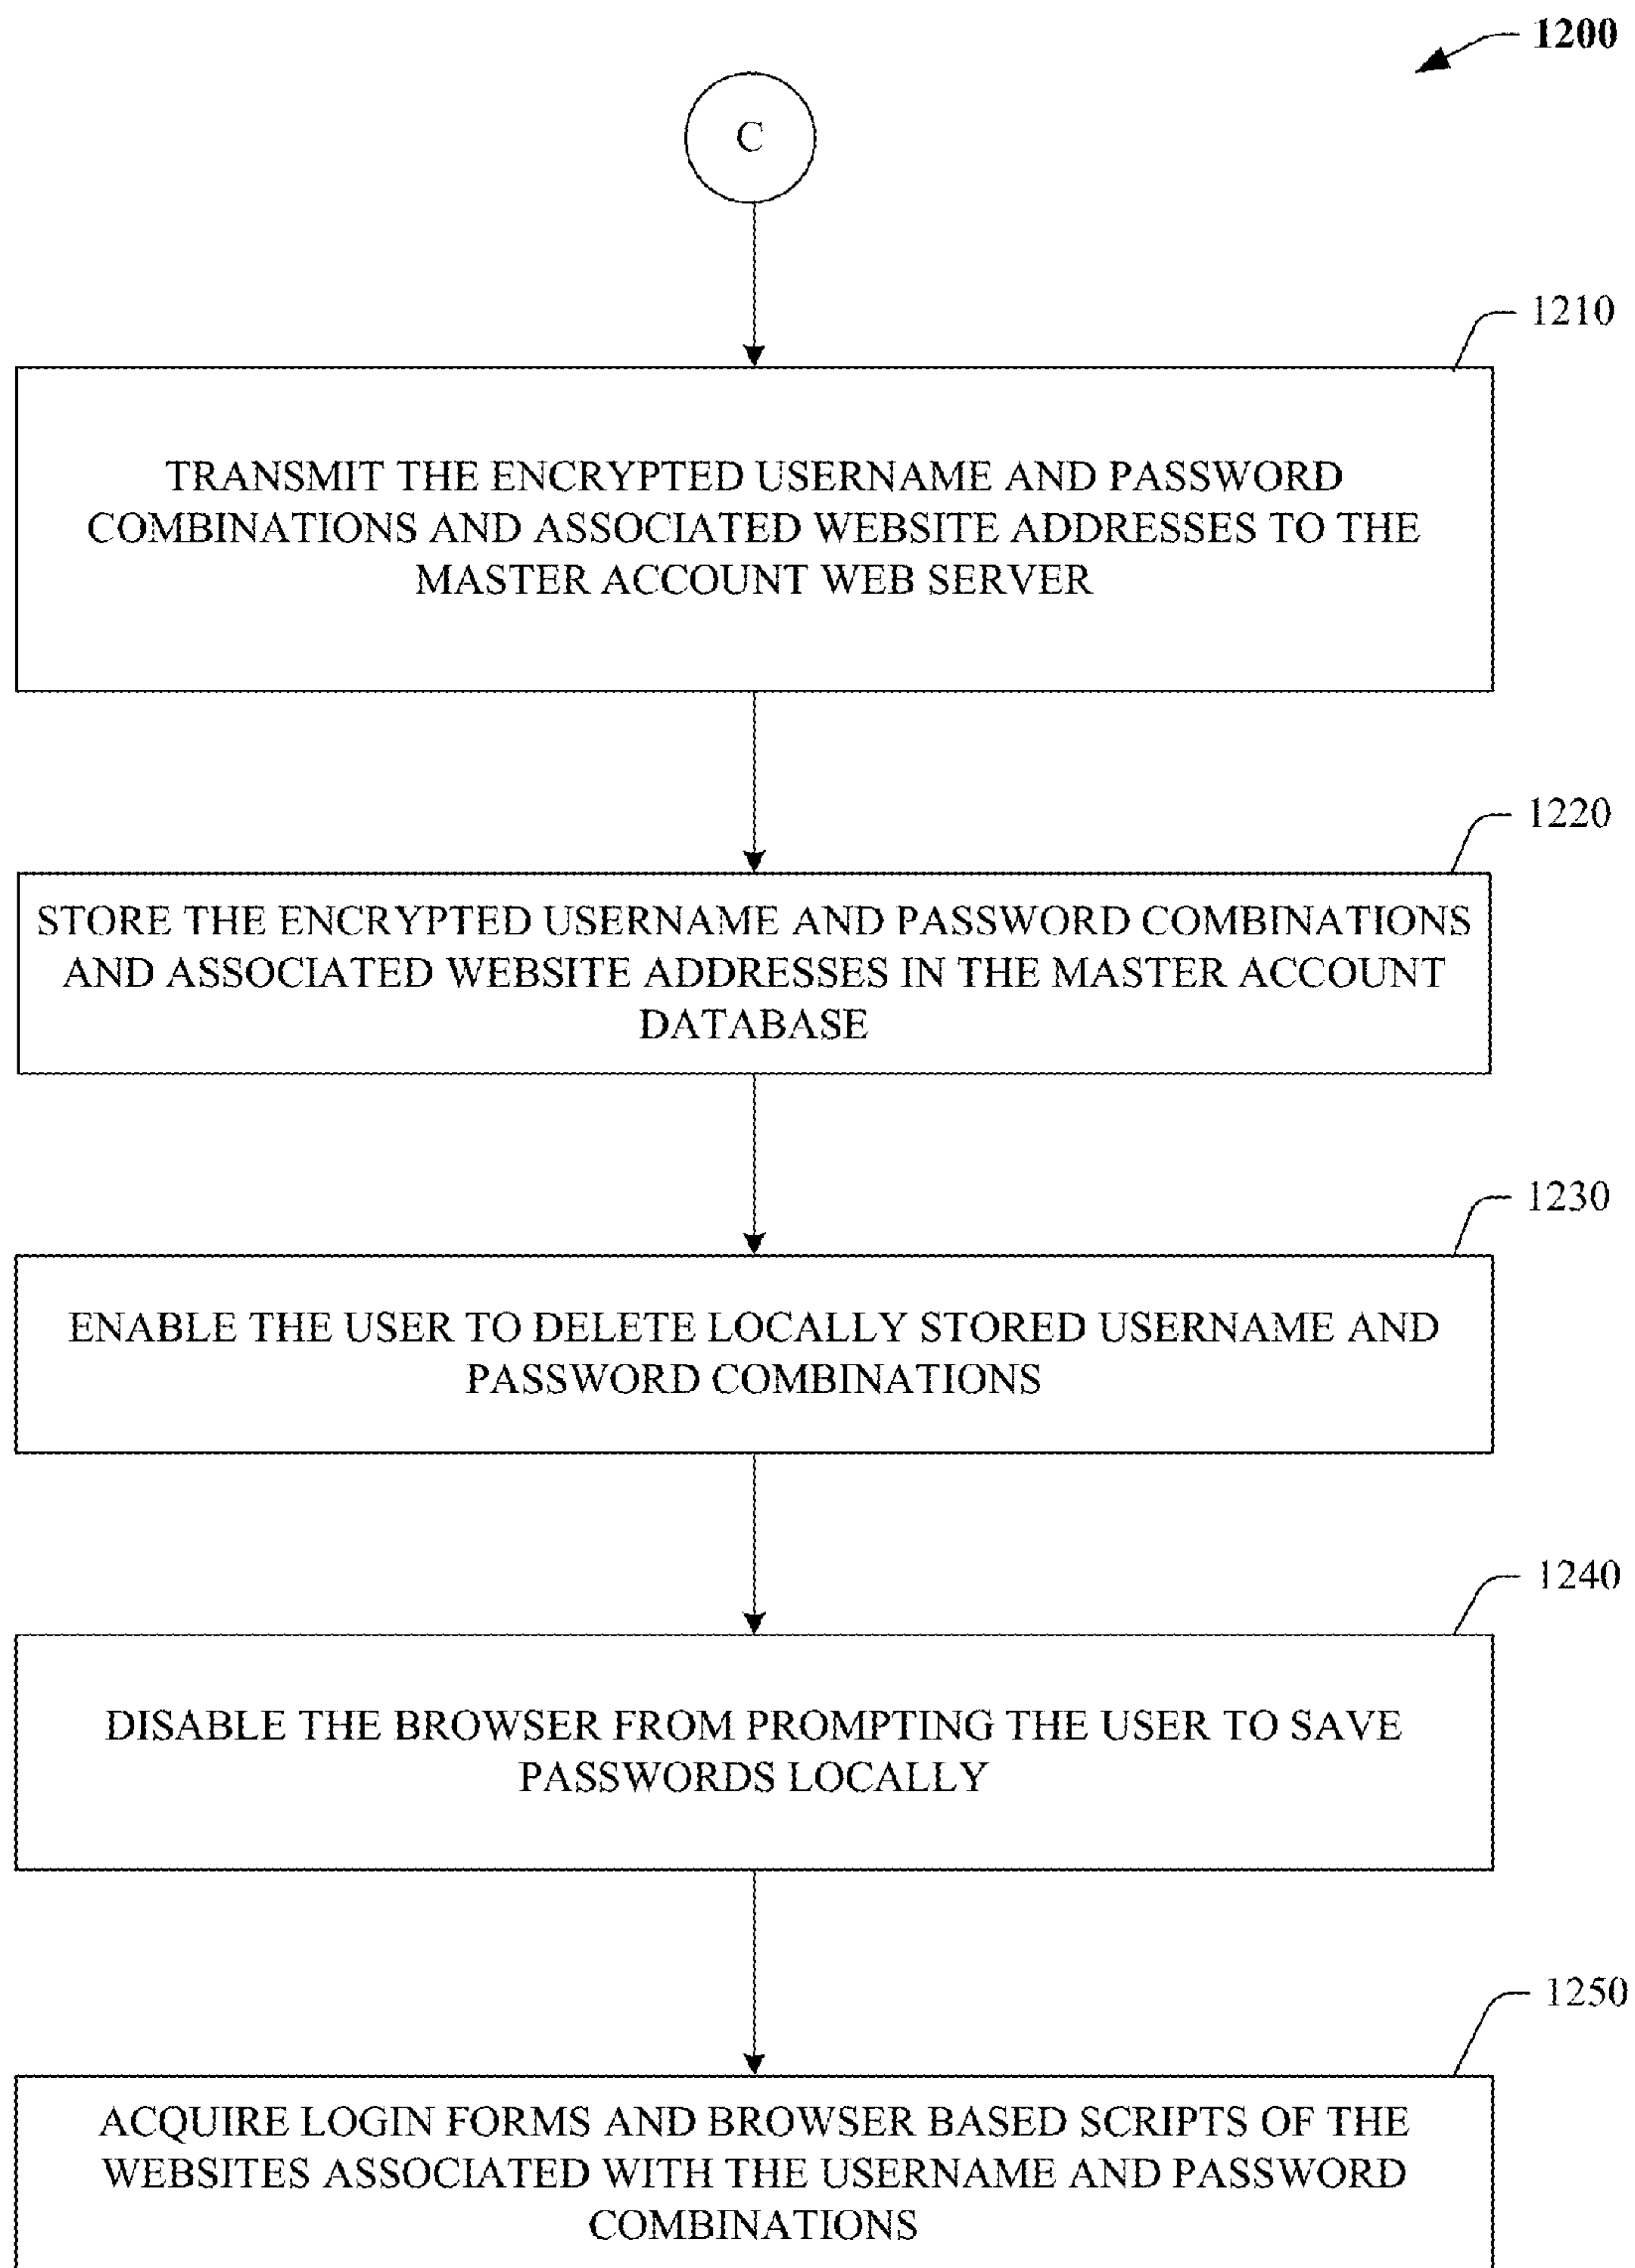 1200
C
1210
TRANSMIT THE ENCRYPTED USERNAME AND PASSWORD
COMBINATIONS AND ASSOCIATED WEBSITE ADDRESSES TO THE
MASTER ACCOUNT WEB SERVER
1220
STORE THE ENCRYPTED USERNAME AND PASSWORD COMBINATIONS
AND ASSOCIATED WEBSITE ADDRESSES IN THE MASTER ACCOUNT
DATABASE
1230
ENABLE THE USER TO DELETE LOCALLY STORED USERNAME AND
PASSWORD COMBINATIONS
1240
DISABLE THE BROWSER FROM PROMPTING THE USER TO SAVE
PASSWORDS LOCALLY
1250
ACQUIRE LOGIN FORMS AND BROWSER BASED SCRIPTS OF THE
WEBSITES ASSOCIATED WITH THE USERNAME AND PASSWORD
COMBINATIONS